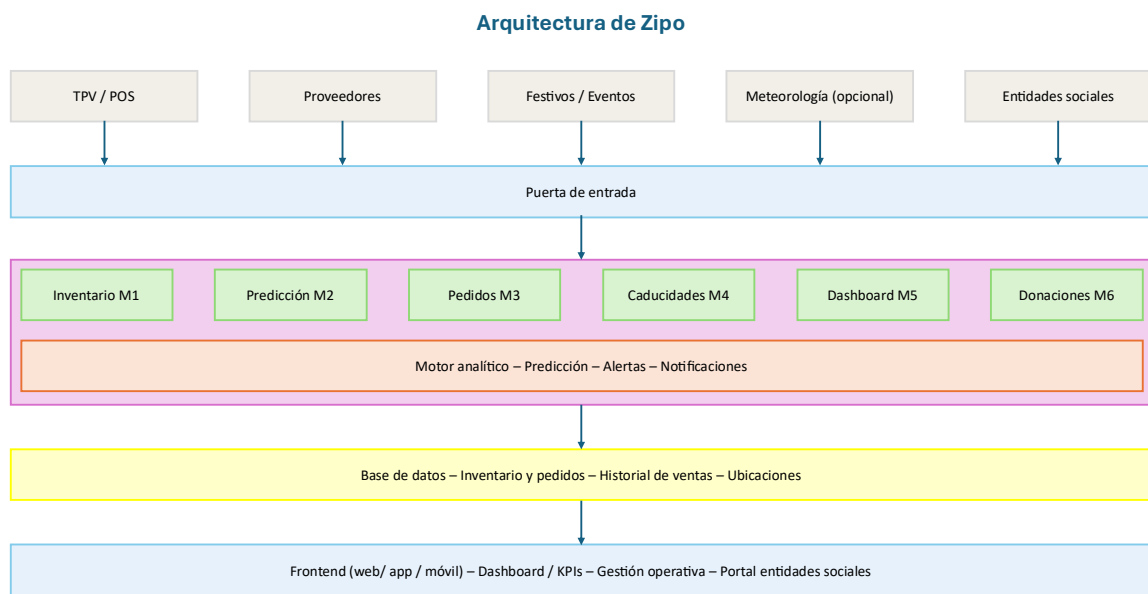 Arquitectura de Zipo
TPV / POS
Proveedores
Festivos / Eventos
Meteorología (opcional)
Entidades sociales
Puerta de entrada
Inventario M1
Predicción M2
Pedidos M3
Caducidades M4
Dashboard M5
Donaciones M6
Motor analítico – Predicción – Alertas – Notificaciones
Base de datos – Inventario y pedidos – Historial de ventas – Ubicaciones
Frontend (web/ app / móvil) – Dashboard / KPIs – Gestión operativa – Portal entidades sociales